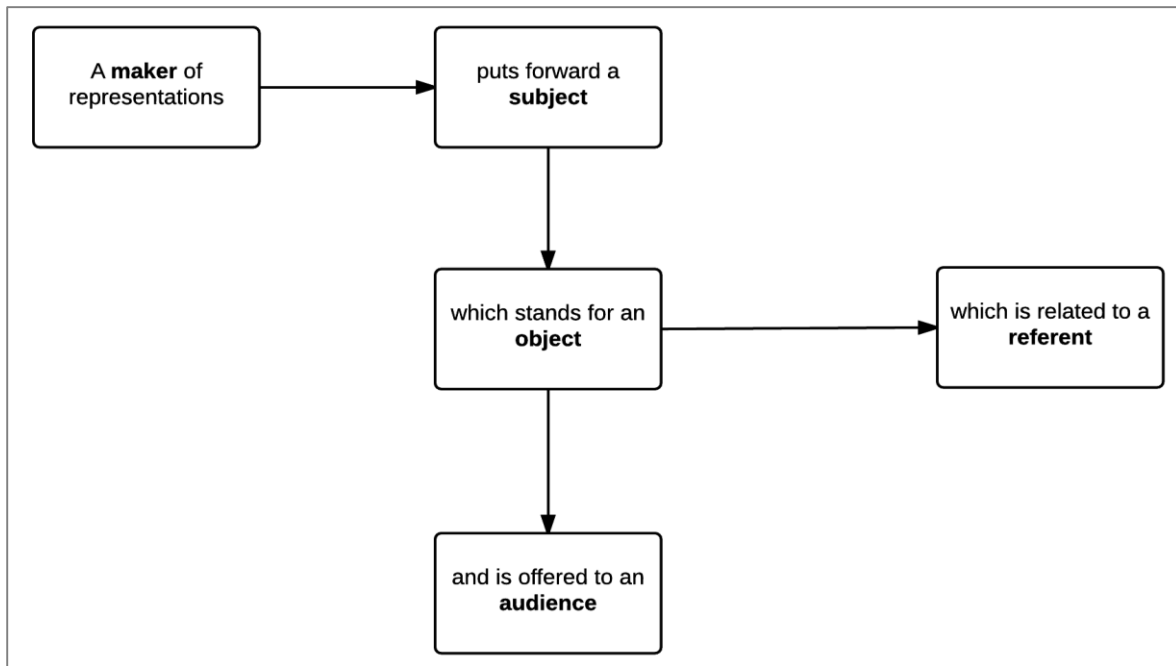 A maker of
representations
puts forward a
subject
which stands for an
object
which is related to a
referent
and is offered to an
audience